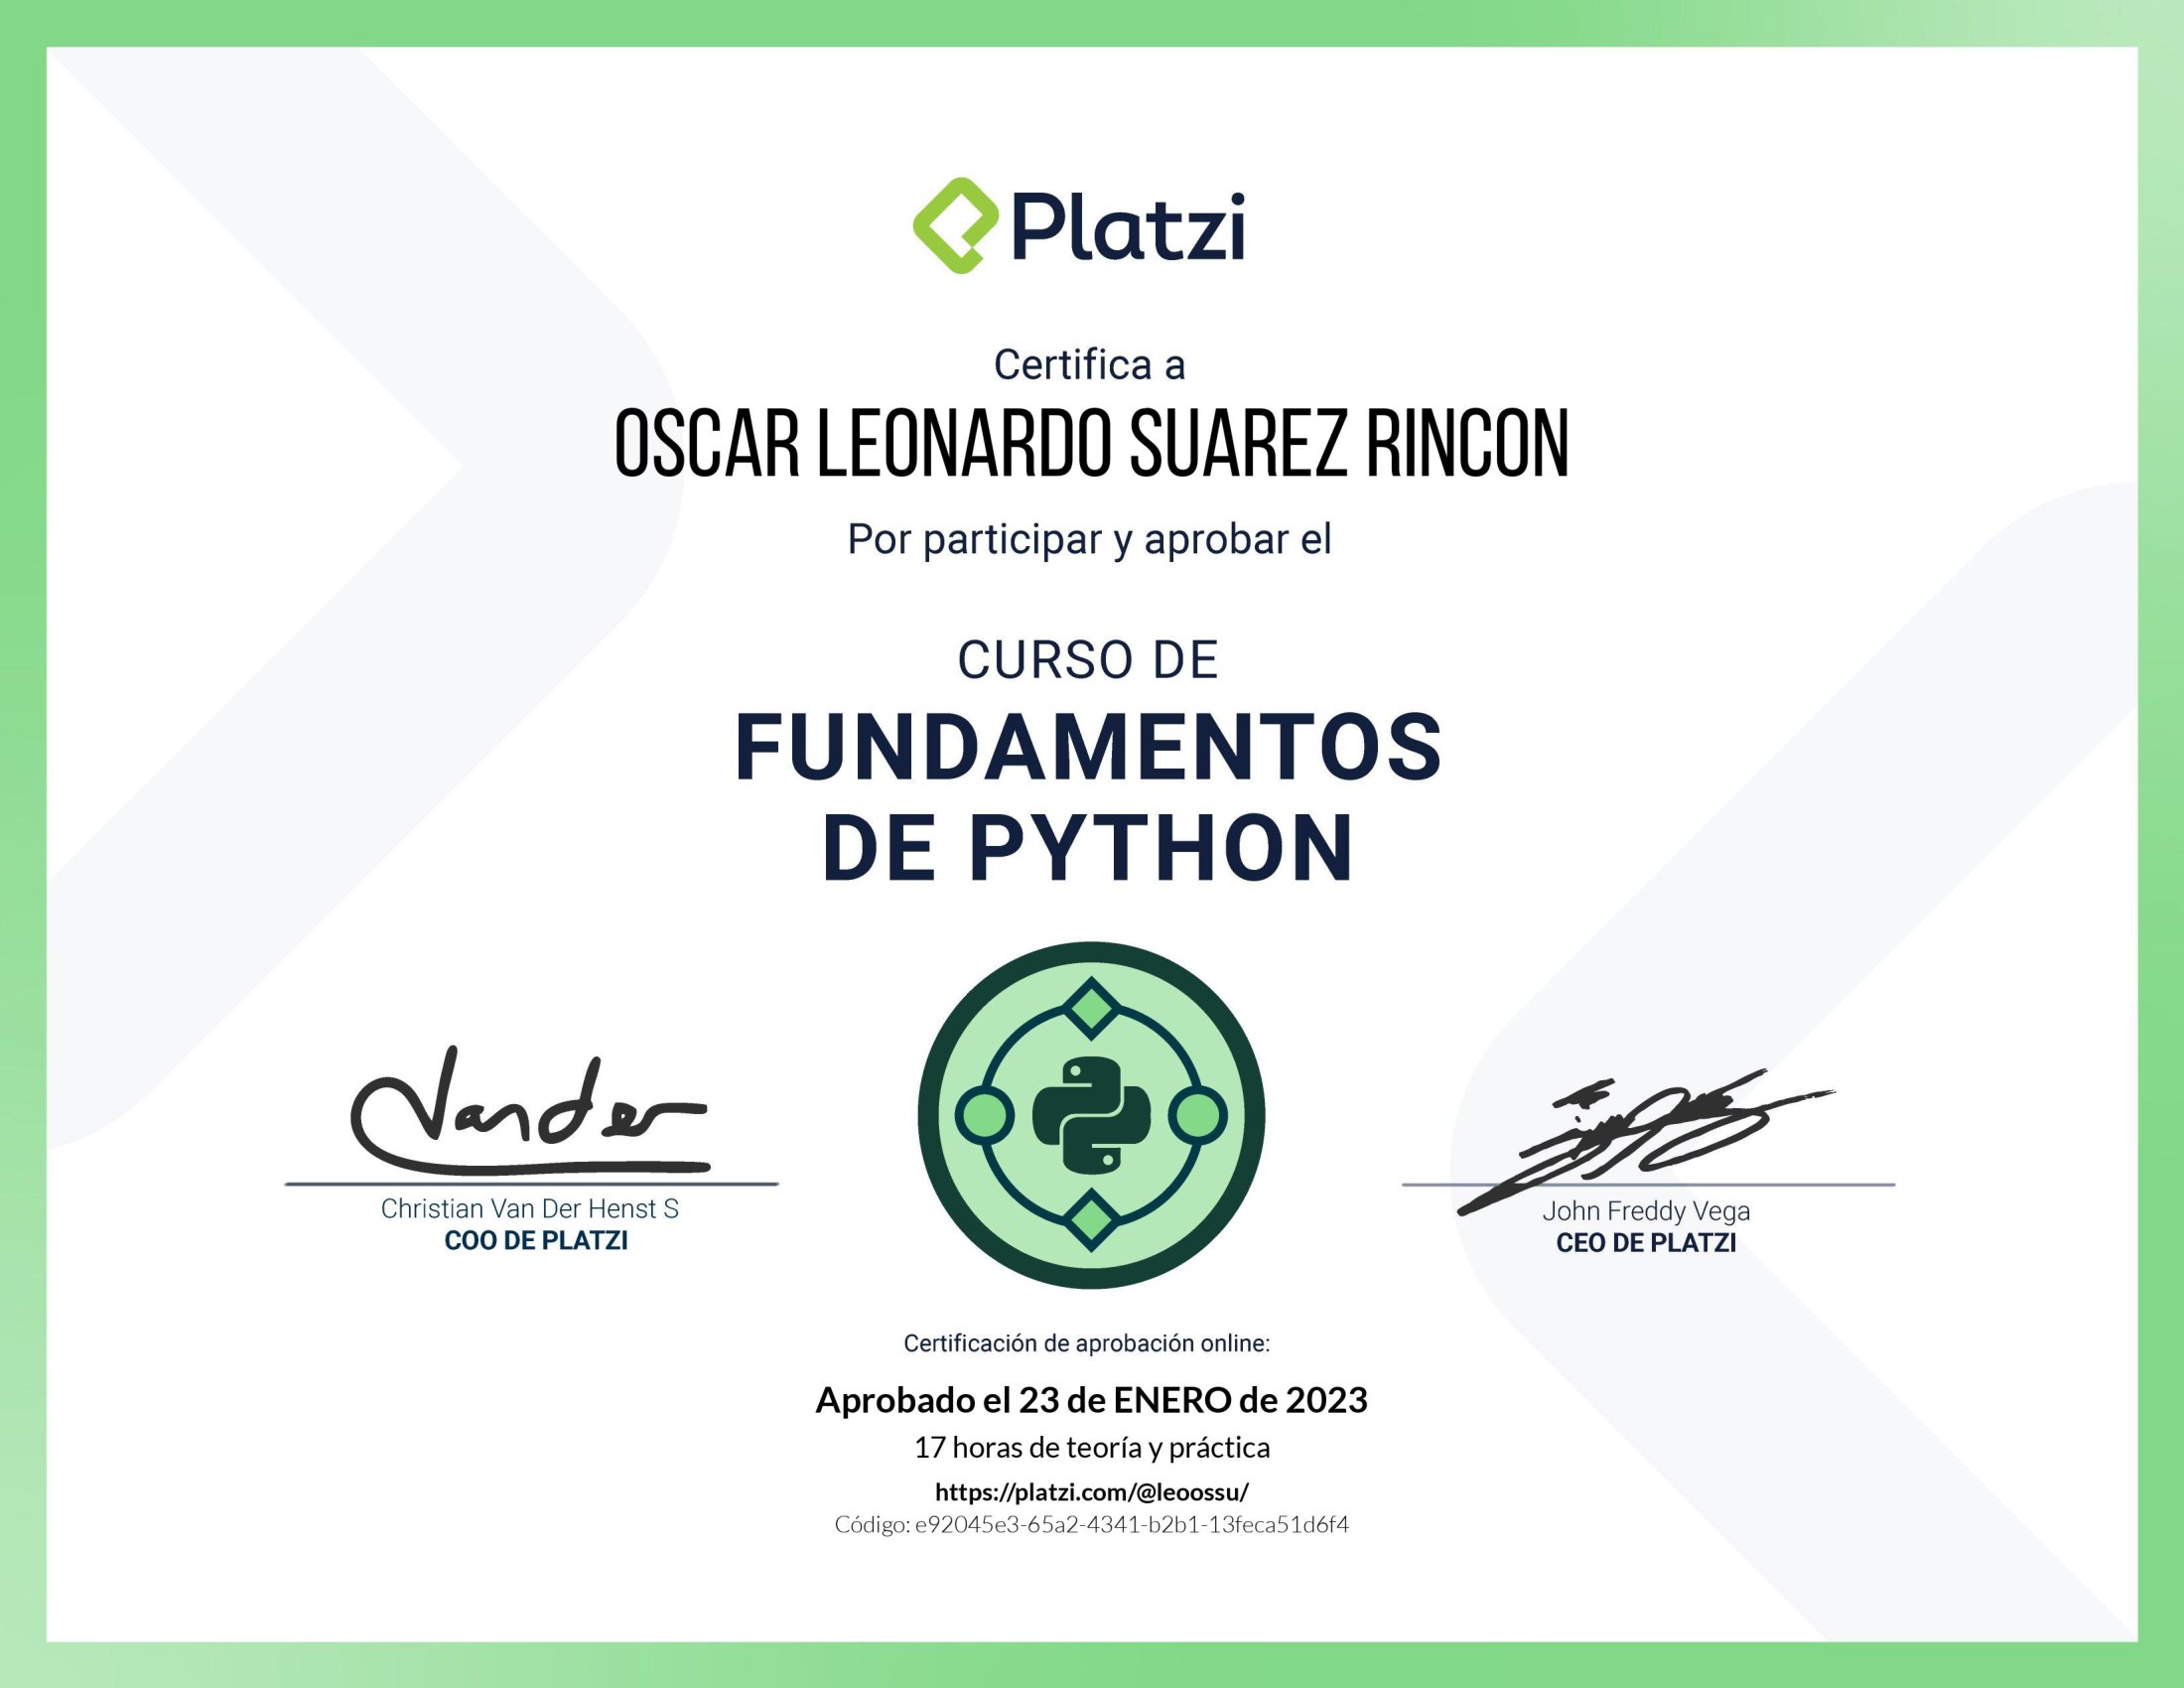 Platzi
Certifica a
OSCAR LEONARDO SUAREZ RINCON
Por participar y aprobar el
CURSO DE
FUNDAMENTOS
DE PYTHON
Vander
Christian Van Der Henst S
COO DE PLATZI
John Freddy Vega
CEO DE PLATZI
Certificación de aprobación online:
Aprobado el 23 de ENERO de 2023
17 horas de teoría y práctica
https://platzi.com/@leoossu/
Código: e92045e3-65a2-4341-b2b1-13feca51d6f4